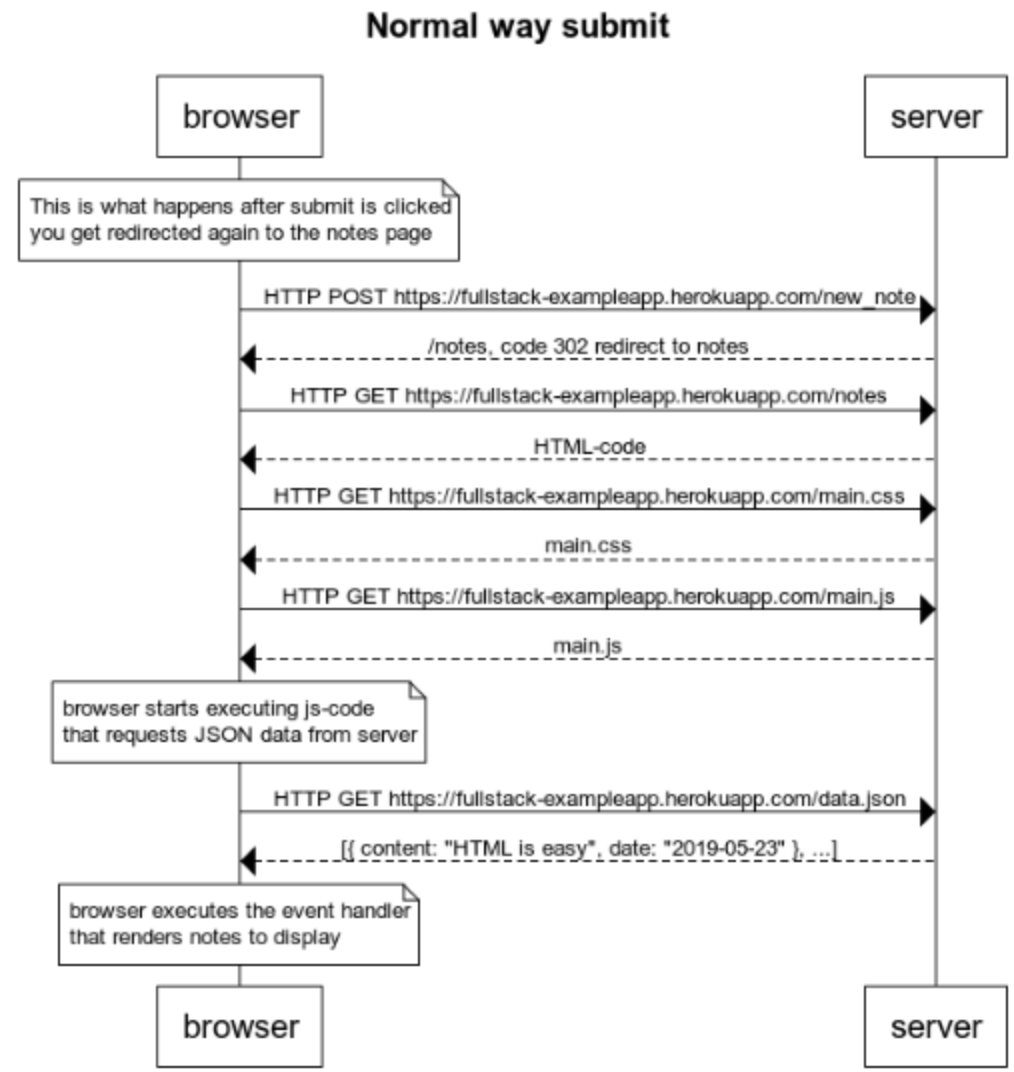 Normal way submit
browser
server
This is what happens after submit is clicked
you get redirected again to the notes page
HTTP POST https://fullstack-exampleapp.herokuapp.com/new_note
/notes, code 302 redirect to notes
HTTP GET https://fullstack-exampleapp.herokuapp.com/notes
HTML-code
HTTP GET https://fullstack-exampleapp.herokuapp.com/main.css
main.css
HTTP GET https://fullstack-exampleapp.herokuapp.com/main.js
main.js
browser starts executing js-code
that requests JSON data from server
HTTP GET https://fullstack-exampleapp.herokuapp.com/data.json
[{ content: "HTML is easy", date: "2019-05-23" }, ...]
browser executes the event handler
that renders notes to display
browser
server